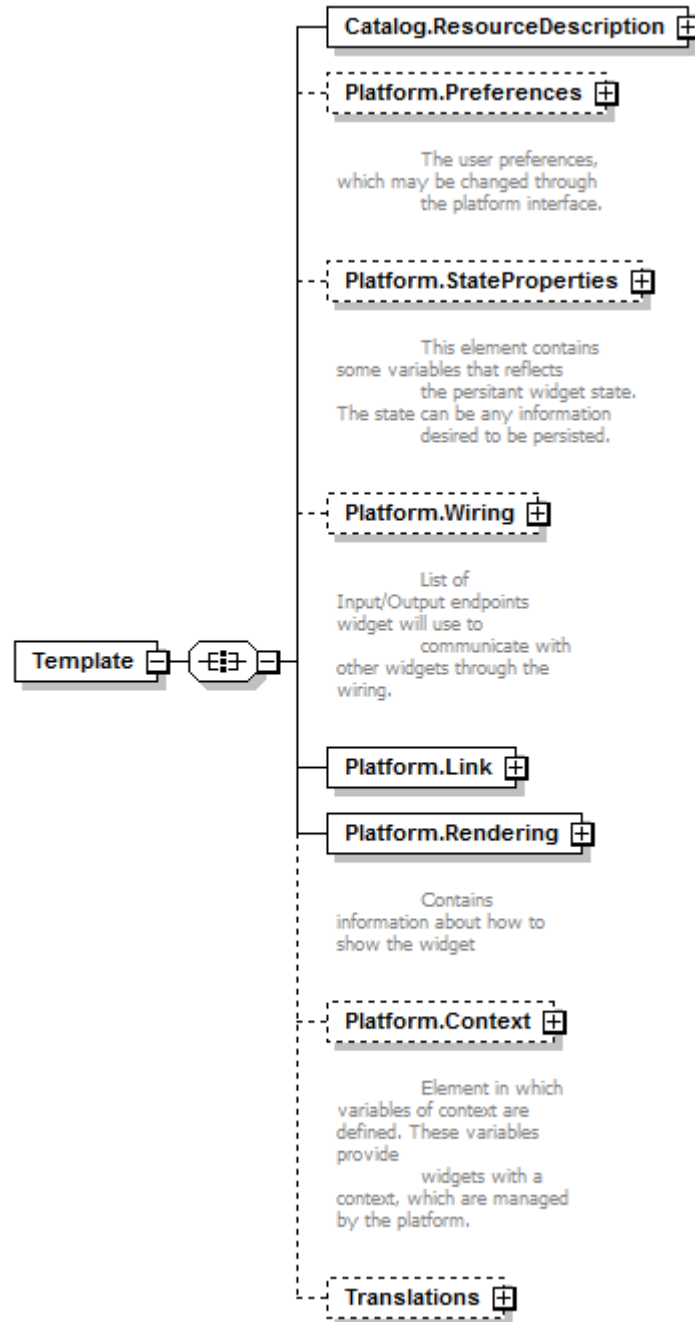 Catalog.ResourceDescription
Platform.Preferences
The user preferences,
which may be changed through
the platform interface.
Platform.StateProperties
This element contains
some variables that reflects
the persitant widget state.
The state can be any information
desired to be persisted.
Platform.Wiring
List of
Input/Output endpoints
widget will use to
communicate with
other widgets through the
wiring.
Template
Platform.Link
Platform.Rendering
Contains
information about how to
show the widget
Platform.Context
Element in which
variables of context are
defined. These variables
provide
widgets with a
context, which are managed
by the platform.
Translations